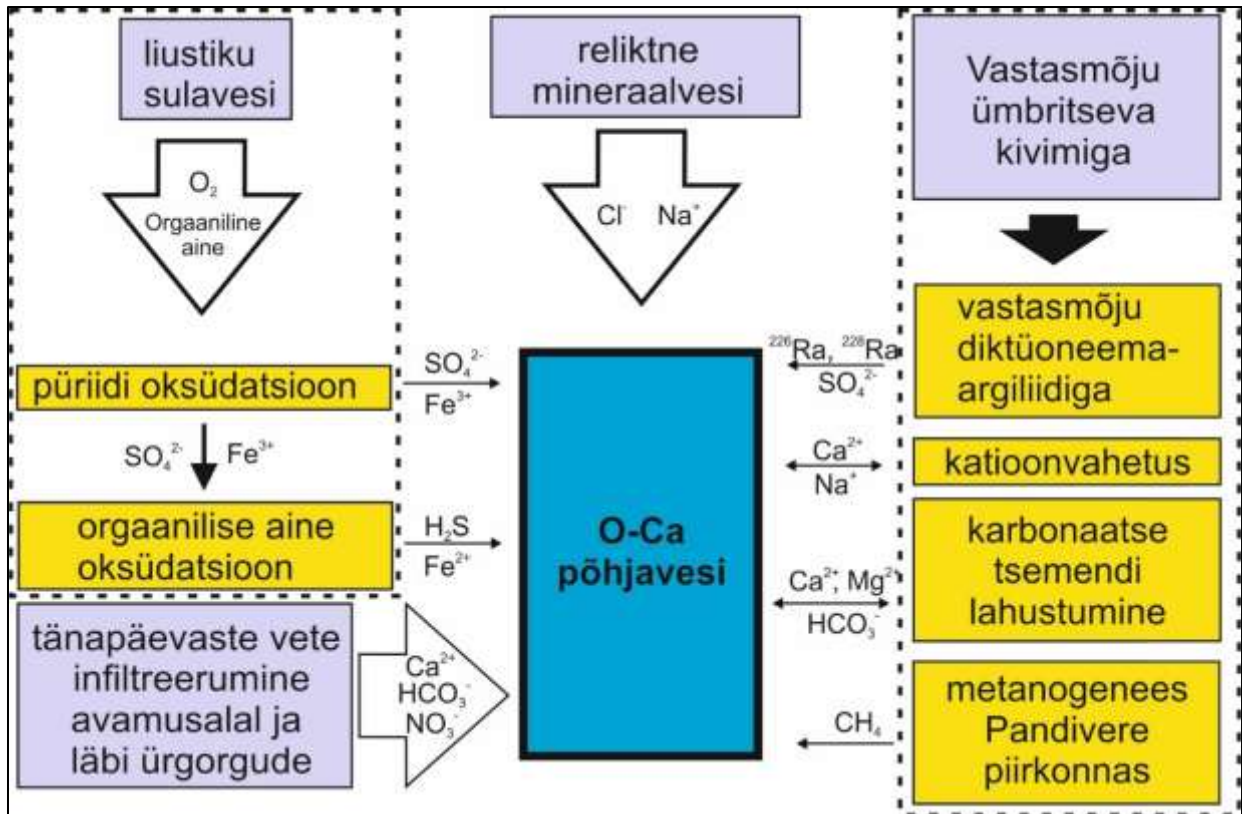 liustiku
sulavesi
O₂
Orgaaniline
aine
püriidi oksüdatsioon
SO₄²⁻ Fe³⁺
orgaanilise aine
oksüdatsioon
tänapäevaste vete
infiltreerumine
avamusalal ja
läbi ürgorgude
reliktne
mineraalvesi
Cl⁻ Na⁺
SO₄²⁻
Fe³⁺
H₂S
Fe²⁺
Ca²⁺
HCO₃⁻
NO₃⁻
O-Ca
põhjavesi
²²⁶Ra, ²²⁸Ra
SO₄²⁻
Ca²⁺
Na⁺
Ca²⁺, Mg²⁺
HCO₃⁻
CH₄
Vastasmõju
ümbritseva
kivimiga
vastasmõju
diktüoneema-
argiliidiga
katioonvahetus
karbonaatse
tsemendi
lahustumine
metanogenees
Pandivere
piirkonnas